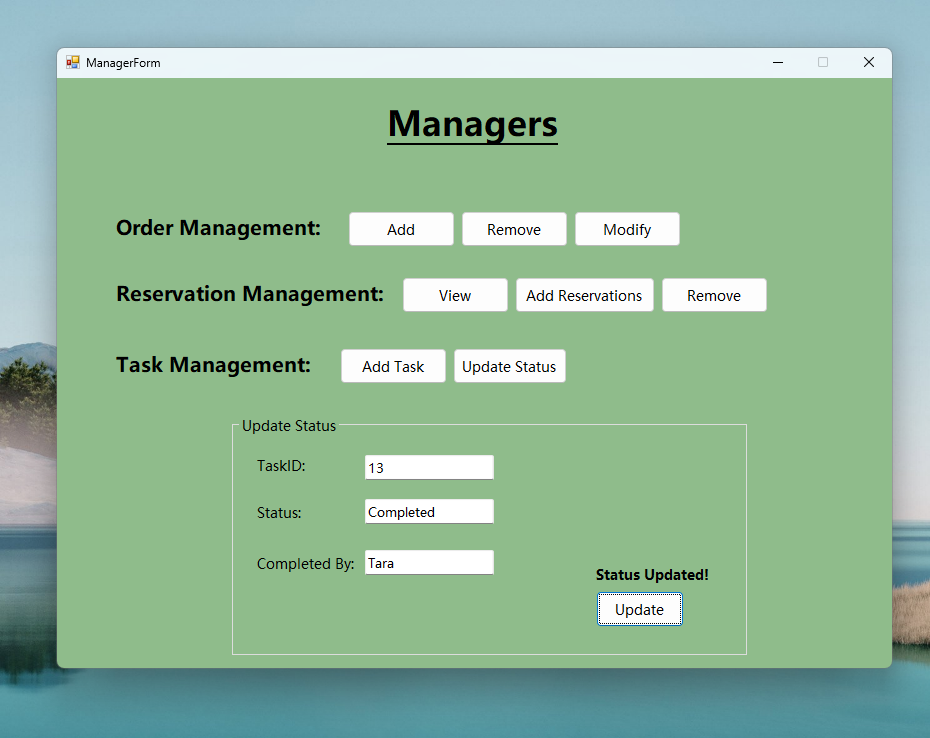 ManagerForm
Managers
Order Management: Add Remove Modify
Reservation Management: View Add Reservations Remove
Task Management: Add Task Update Status
Update Status
TaskID: 13
Status: Completed
Completed By: Tara
Status Updated!
Update